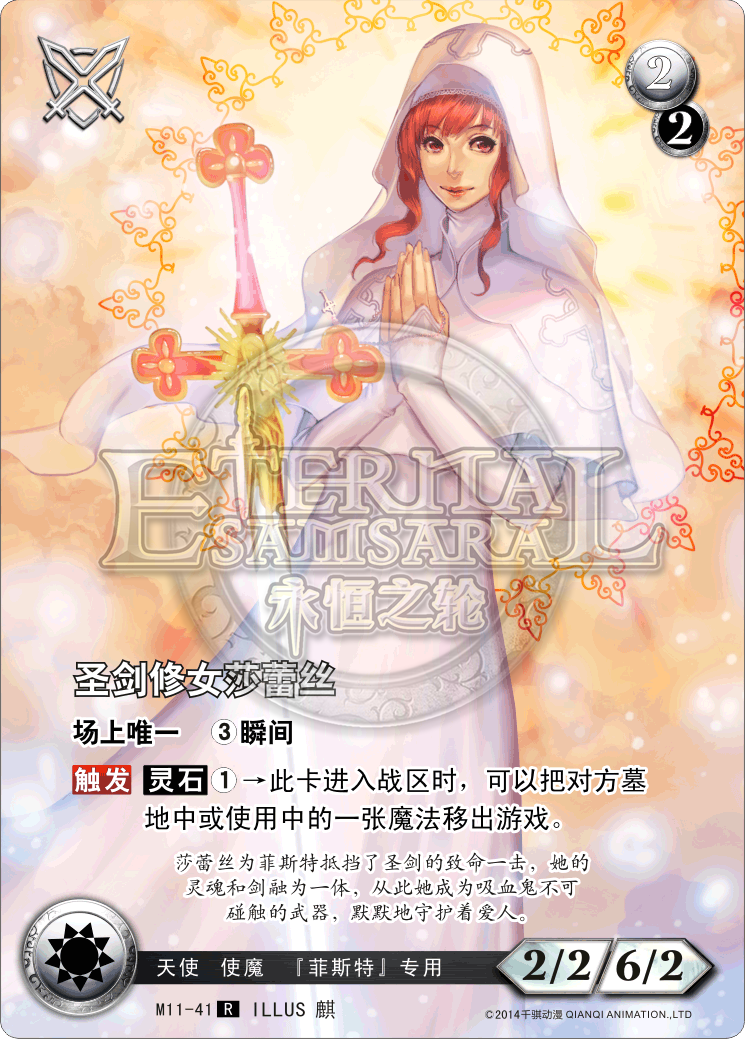 2
2
ETERNAL
SAMSARA
永恒之轮
圣剑修女莎蕾丝
场上唯一 ③瞬间
触发 灵石①→此卡进入战区时，可以把对方墓
地中或使用中的一张魔法移出游戏。
莎蕾丝为菲斯特抵挡了圣剑的致命一击，她的
灵魂和剑融为一体，从此她成为吸血鬼不可
碰触的武器，默默地守护着爱人。
天使 使魔 『菲斯特』专用
2/2 6/2
M11-41 R ILLUS 麒
©2014千骐动漫 QIANQI ANIMATION.,LTD